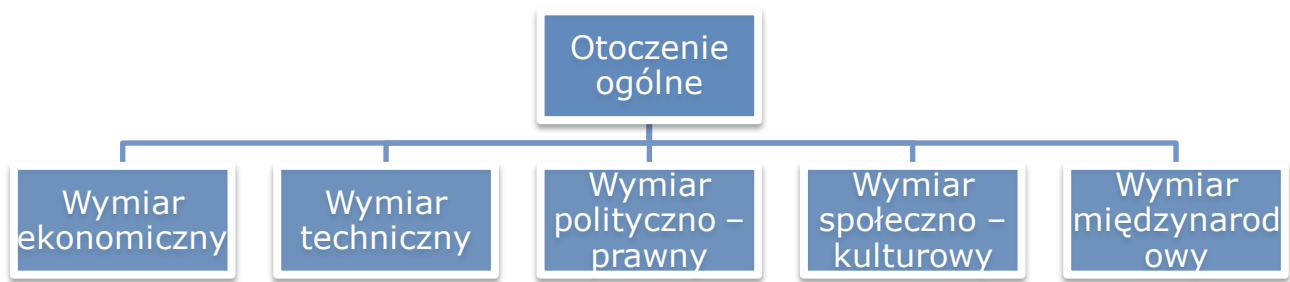 Otoczenie
ogólne
Wymiar
ekonomiczny
Wymiar
techniczny
Wymiar
polityczno –
prawny
Wymiar
społeczno –
kulturowy
Wymiar
międzynarod
owy